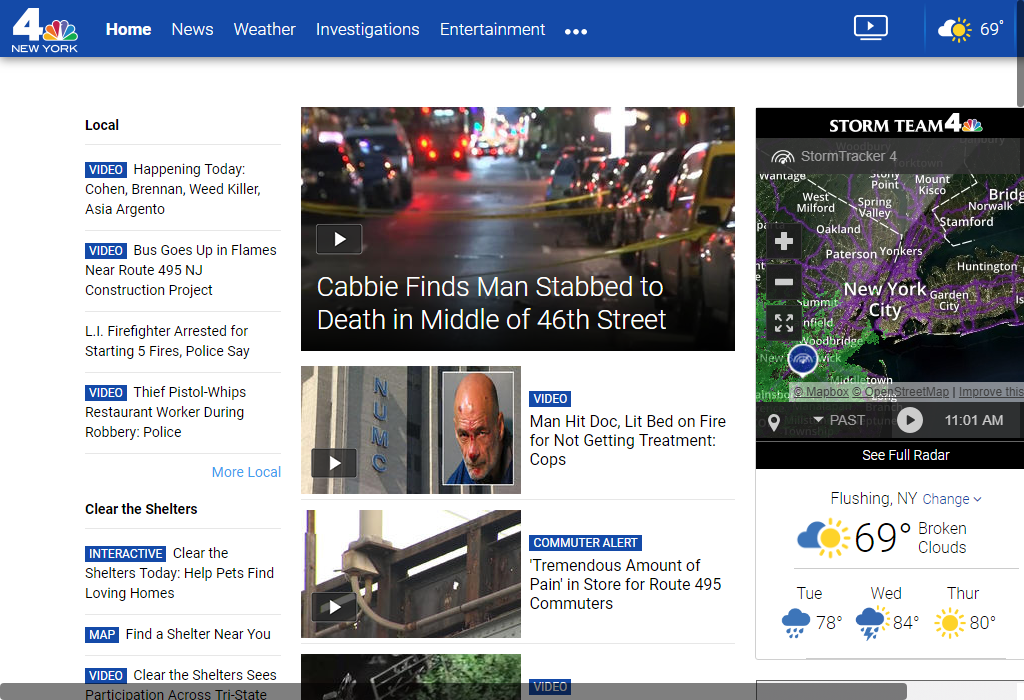 4
NEW YORK
Home News Weather Investigations Entertainment ••• 69°
Local
VIDEO Happening Today:
Cohen, Brennan, Weed Killer,
Asia Argento
VIDEO Bus Goes Up in Flames
Near Route 495 NJ
Construction Project
L.I. Firefighter Arrested for
Starting 5 Fires, Police Say
VIDEO Thief Pistol-Whips
Restaurant Worker During
Robbery: Police
More Local
Clear the Shelters
INTERACTIVE Clear the
Shelters Today: Help Pets Find
Loving Homes
MAP Find a Shelter Near You
VIDEO Clear the Shelters Sees
Participation Across Tri-State
Cabbie Finds Man Stabbed to
Death in Middle of 46th Street
NUMC
VIDEO
Man Hit Doc, Lit Bed on Fire
for Not Getting Treatment:
Cops
COMMUTER ALERT
'Tremendous Amount of
Pain' in Store for Route 495
Commuters
VIDEO
STORM TEAM 4
StormTracker 4
Wantage
Stony
Point
Mount
Kisco
West
Milford
Spring
Valley
Norwalk
Stamford
Oakland
Paterson
Yonkers
Huntington
New York
City
Garden
City
Summit
Woodbridge
Middletown
© Mapbox © OpenStreetMap | Improve this
PAST 11:01 AM
See Full Radar
Flushing, NY Change
69° Broken
Clouds
Tue Wed Thur
78° 84° 80°